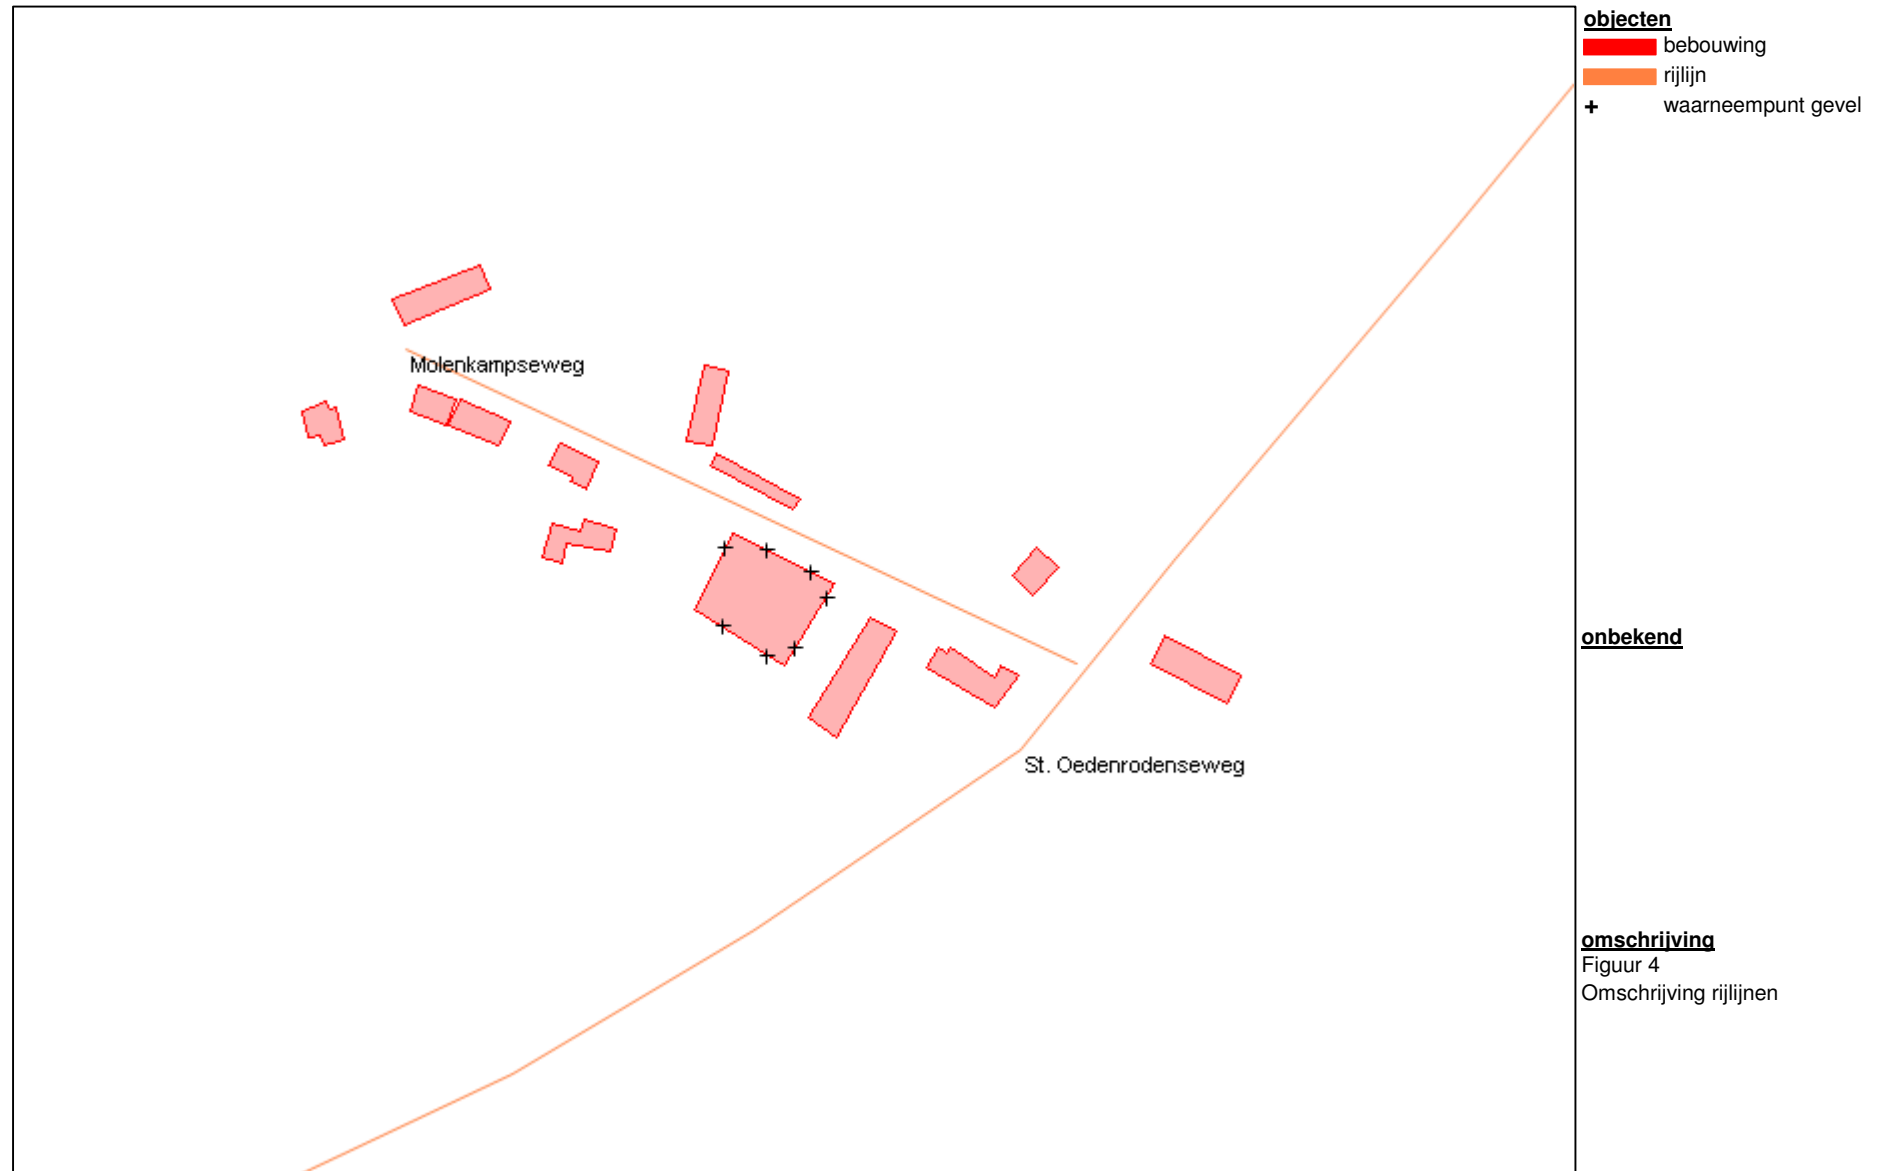 objecten
bebouwing
rijlijn
waarneempunt gevel
Molenkampseweg
St. Oedenrodenseweg
onbekend
omschrijving
Figuur 4
Omschrijving rijlijnen